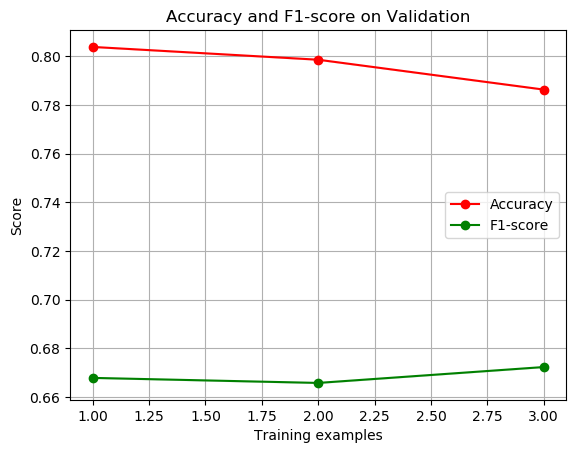 Accuracy and F1-score on Validation
0.80
0.78
0.76
0.74
0.72
0.70
0.68
0.66
Score
Accuracy
F1-score
1.00 1.25 1.50 1.75 2.00 2.25 2.50 2.75 3.00
Training examples